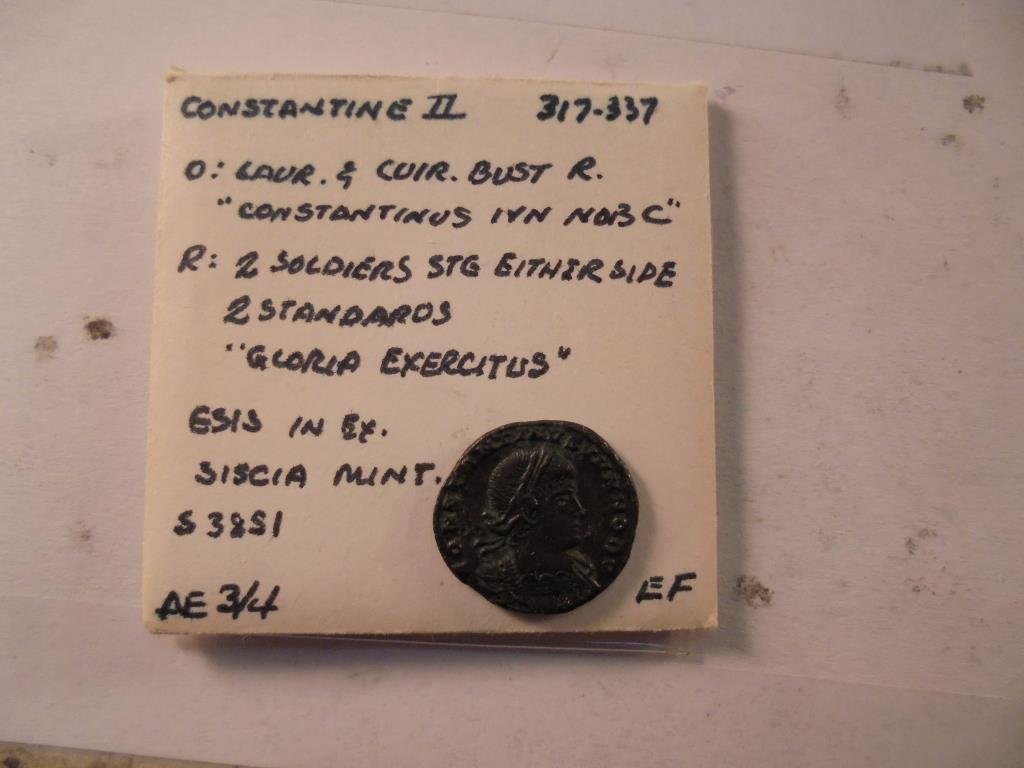 CONSTANTINE II 317-337
O: LAUR. & CUIR. BUST R.
"CONSTANTINUS IVN NOB C"
R: 2 SOLDIERS STG EITHER SIDE
2 STANDARDS
"GLORIA EXERCITUS"
ESIS IN EX.
SISCIA MINT.
S 3851
AE 3/4 EF